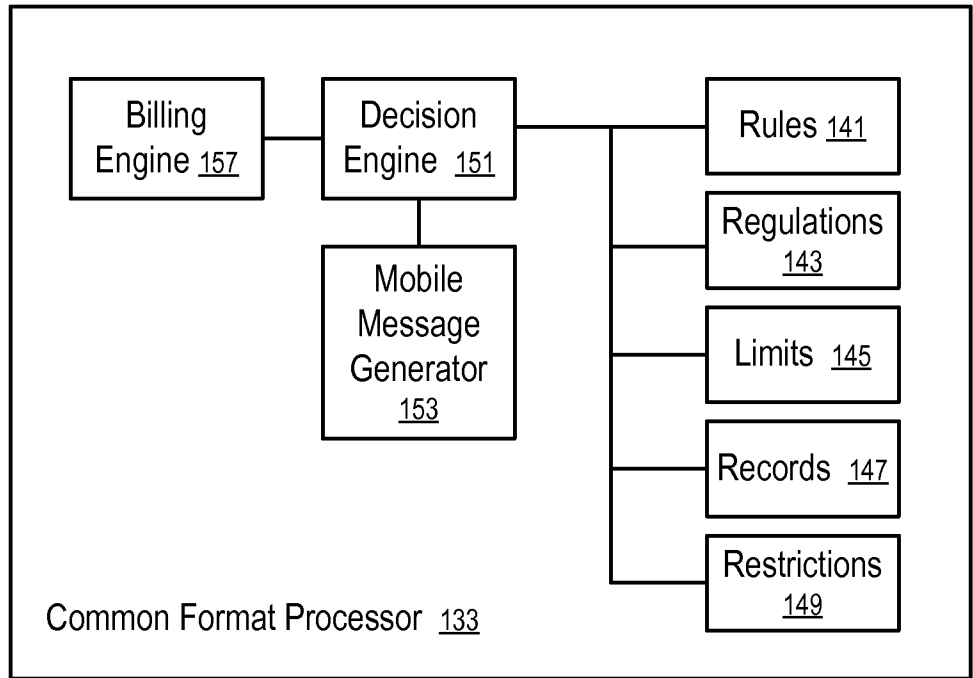 Billing
Engine 157
Decision
Engine 151
Mobile
Message
Generator
153
Rules 141
Regulations
143
Limits 145
Records 147
Restrictions
149
Common Format Processor 133